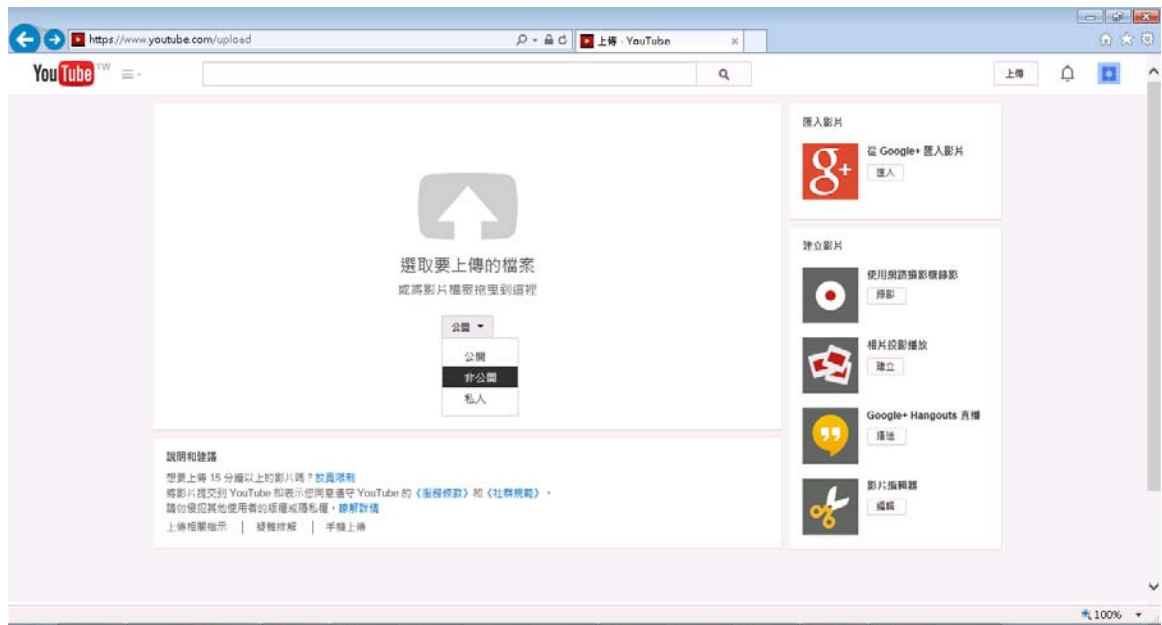 https://www.youtube.com/upload
上傳 - YouTube
YouTube TW
上傳
選取要上傳的檔案
或將影片檔案拖曳到這裡
公開
公開
非公開
私人
說明和建議
想要上傳 15 分鐘以上的影片嗎？放寬限制
將影片提交到 YouTube 即表示您同意遵守 YouTube 的《服務條款》和《社群規範》。
請勿侵犯其他使用者的版權或隱私權，瞭解詳情
上傳相關指示 | 疑難排解 | 手機上傳
匯入影片
g+
從 Google+ 匯入影片
匯入
建立影片
使用網路攝影機錄影
錄影
相片投影播放
建立
Google+ Hangouts 直播
播送
影片編輯器
編輯
100%